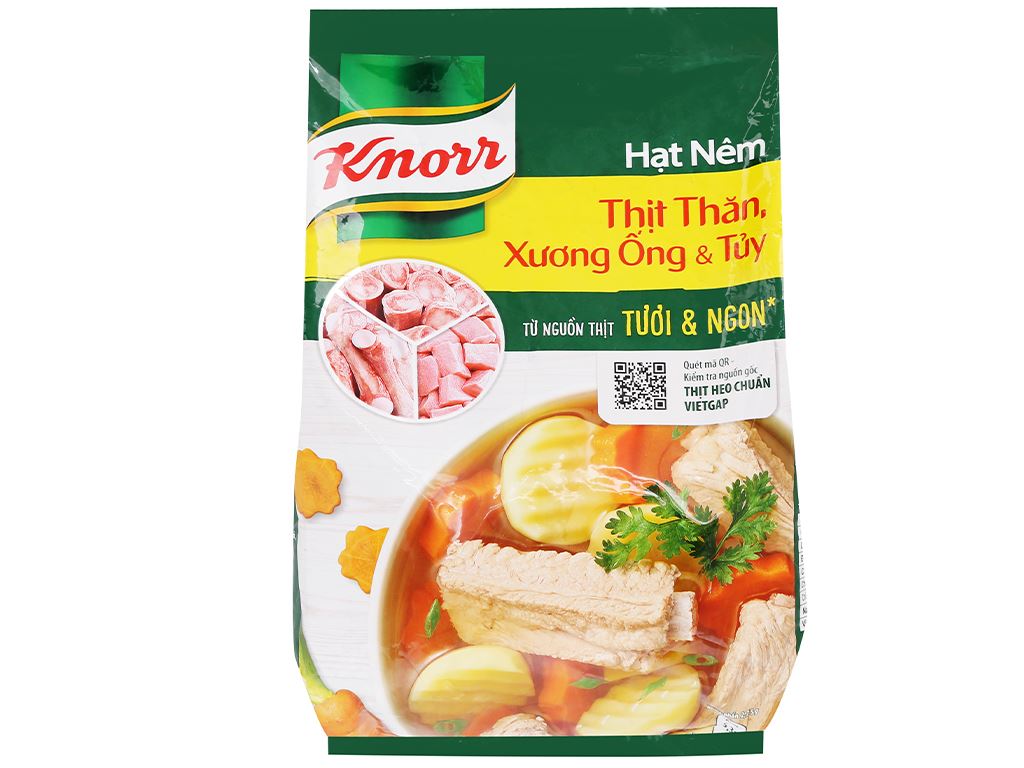 Knorr
Hạt Nêm
Thịt Thăn,
Xương Ống & Tủy
TỪ NGUỒN THỊT TƯƠI & NGON*
Quét mã QR -
Kiểm tra nguồn gốc
THỊT HEO CHUẨN
VIETGAP